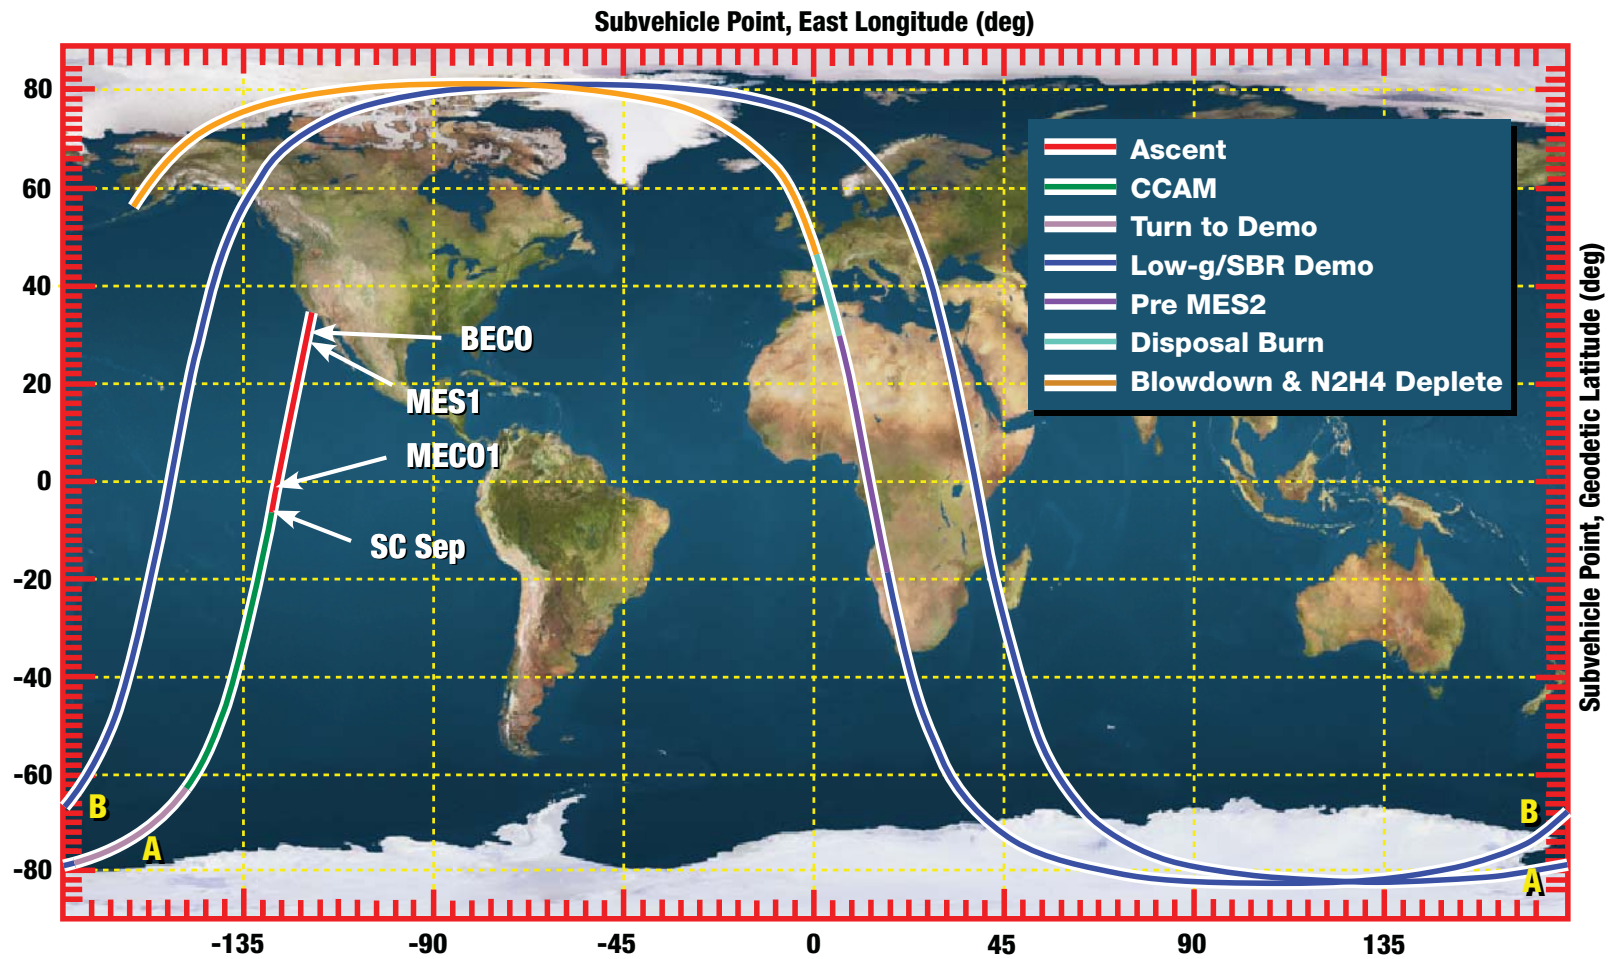 Subvehicle Point, East Longitude (deg)
80
60
40
20
0
-20
-40
-60
-80
Ascent
CCAM
Turn to Demo
Low-g/SBR Demo
Pre MES2
Disposal Burn
Blowdown & N2H4 Deplete
BECO
MES1
MECO1
SC Sep
B
A
B
A
Subvehicle Point, Geodetic Latitude (deg)
-135
-90
-45
0
45
90
135